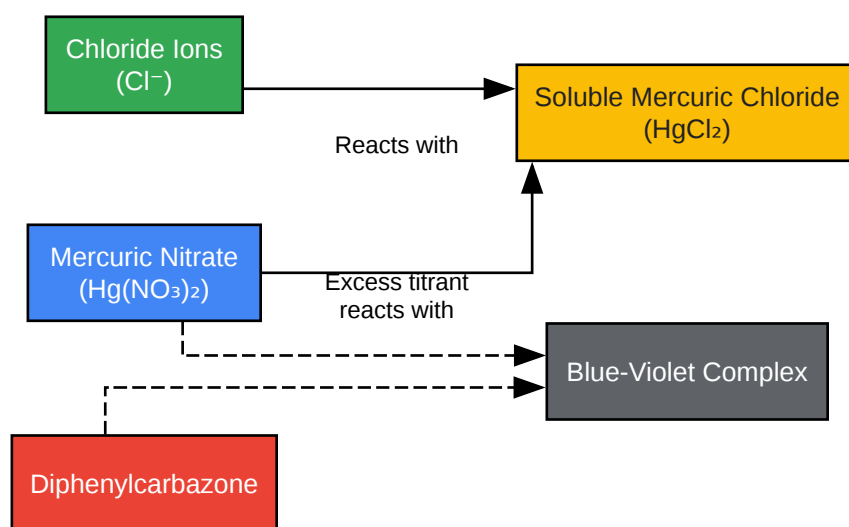 Chloride Ions
(Cl⁻)
Soluble Mercuric Chloride
(HgCl₂)
Reacts with
Mercuric Nitrate
(Hg(NO₃)₂)
Excess titrant
reacts with
Blue-Violet Complex
Diphenylcarbazone